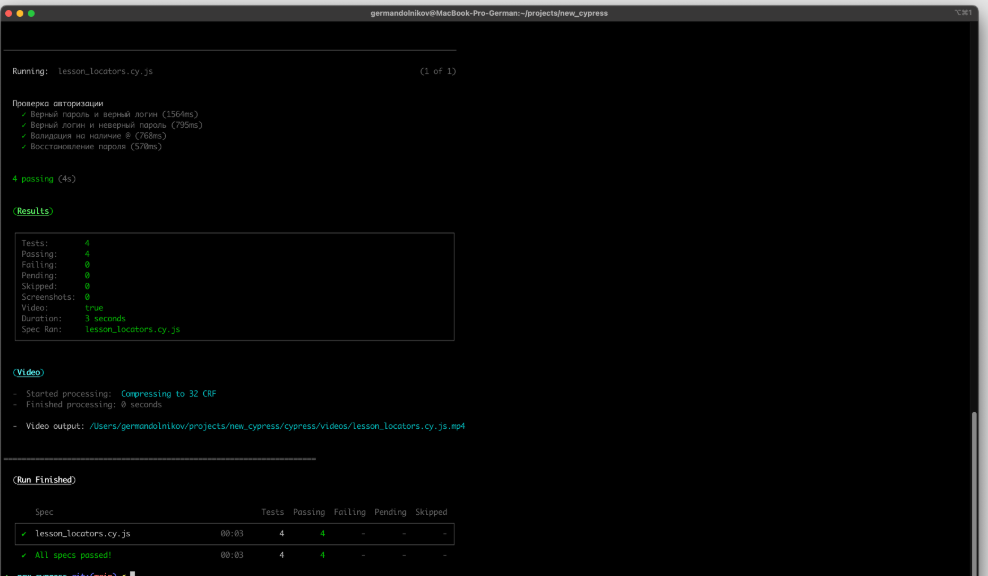 germandolnikov@MacBook-Pro-German:~/projects/new_cypress
⌥⌘1
Running: lesson_locators.cy.js (1 of 1)
Проверка авторизации
✓ Верный пароль и верный логин (1564ms)
✓ Верный логин и неверный пароль (795ms)
✓ Валидация на наличие @ (768ms)
✓ Восстановление пароля (570ms)
4 passing (4s)
(Results)
Tests: 4
Passing: 4
Failing: 0
Pending: 0
Skipped: 0
Screenshots: 0
Video: true
Duration: 3 seconds
Spec Ran: lesson_locators.cy.js
(Video)
- Started processing: Compressing to 32 CRF
- Finished processing: 0 seconds
- Video output: /Users/germandolnikov/projects/new_cypress/cypress/videos/lesson_locators.cy.js.mp4
(Run Finished)
Spec Tests Passing Failing Pending Skipped
✓ lesson_locators.cy.js 00:03 4 4 - - -
✓ All specs passed! 00:03 4 4 - - -